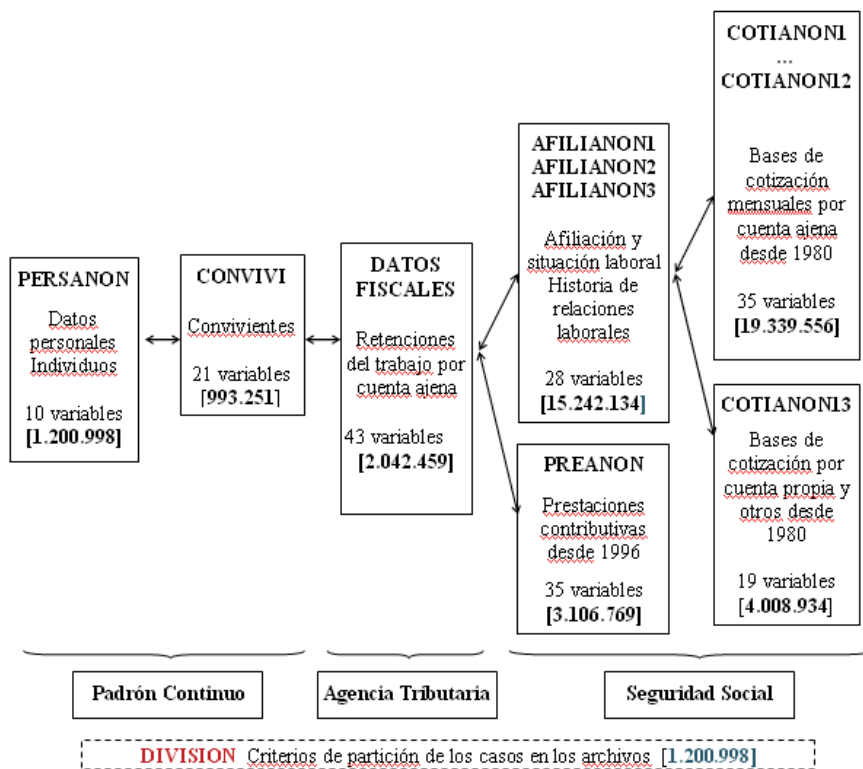 PERSANON
Datos
personales
Individuos
10 variables
[1.200.998]
CONVIVI
Convivientes
21 variables
[993.251]
DATOS
FISCALES
Retenciones
del trabajo por
cuenta ajena
43 variables
[2.042.459]
AFILIANON1
AFILIANON2
AFILIANON3
Afiliación y
situación laboral
Historia de
relaciones
laborales
28 variables
[15.242.134]
PREANON
Prestaciones
contributivas
desde 1996
35 variables
[3.106.769]
COTIANON1
...
COTIANON12
Bases de
cotización
mensuales por
cuenta ajena
desde 1980
35 variables
[19.339.556]
COTIANON13
Bases de
cotización por
cuenta propia y
otros desde
1980
19 variables
[4.008.934]
Padrón Continuo
Agencia Tributaria
Seguridad Social
DIVISION Criterios de partición de los casos en los archivos [1.200.998]